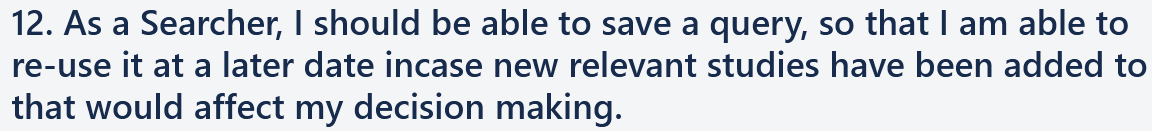 12. As a Searcher, I should be able to save a query, so that I am able to
re-use it at a later date incase new relevant studies have been added to
that would affect my decision making.